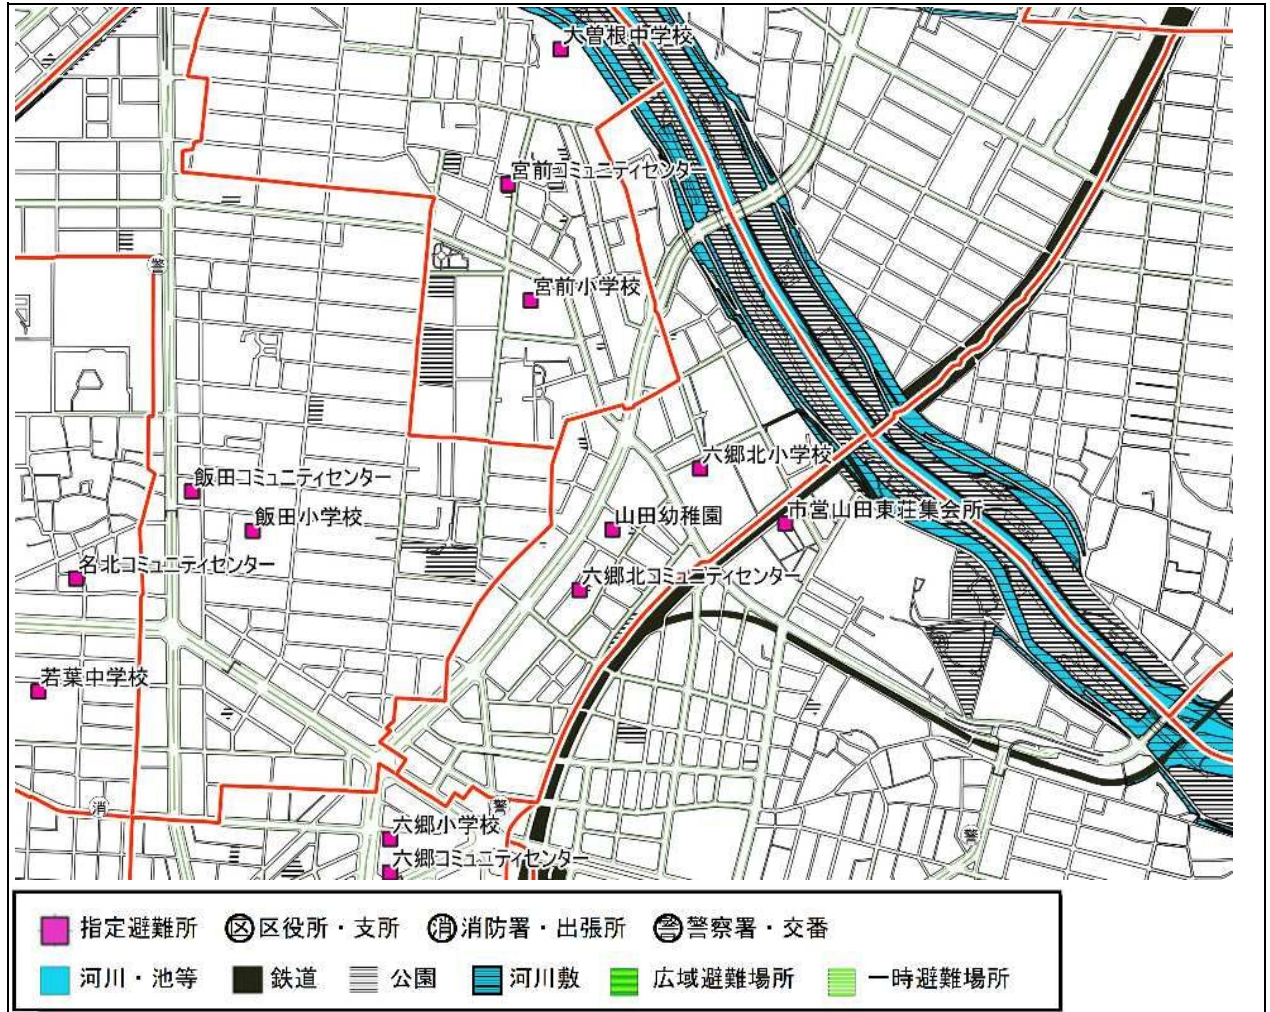 大曽根中学校
宮前コミュニティセンター
警
宮前小学校
六郷北小学校
飯田コミュニティセンター
飯田小学校
山田幼稚園
市営山田東荘集会所
名北コミュニティセンター
六郷北コミュニティセンター
若葉中学校
消
警
六郷小学校
警
六郷コミュニティセンター
指定避難所 区 区役所・支所 消 消防署・出張所 警 警察署・交番
河川・池等 鉄道 公園 河川敷 広域避難場所 一時避難場所